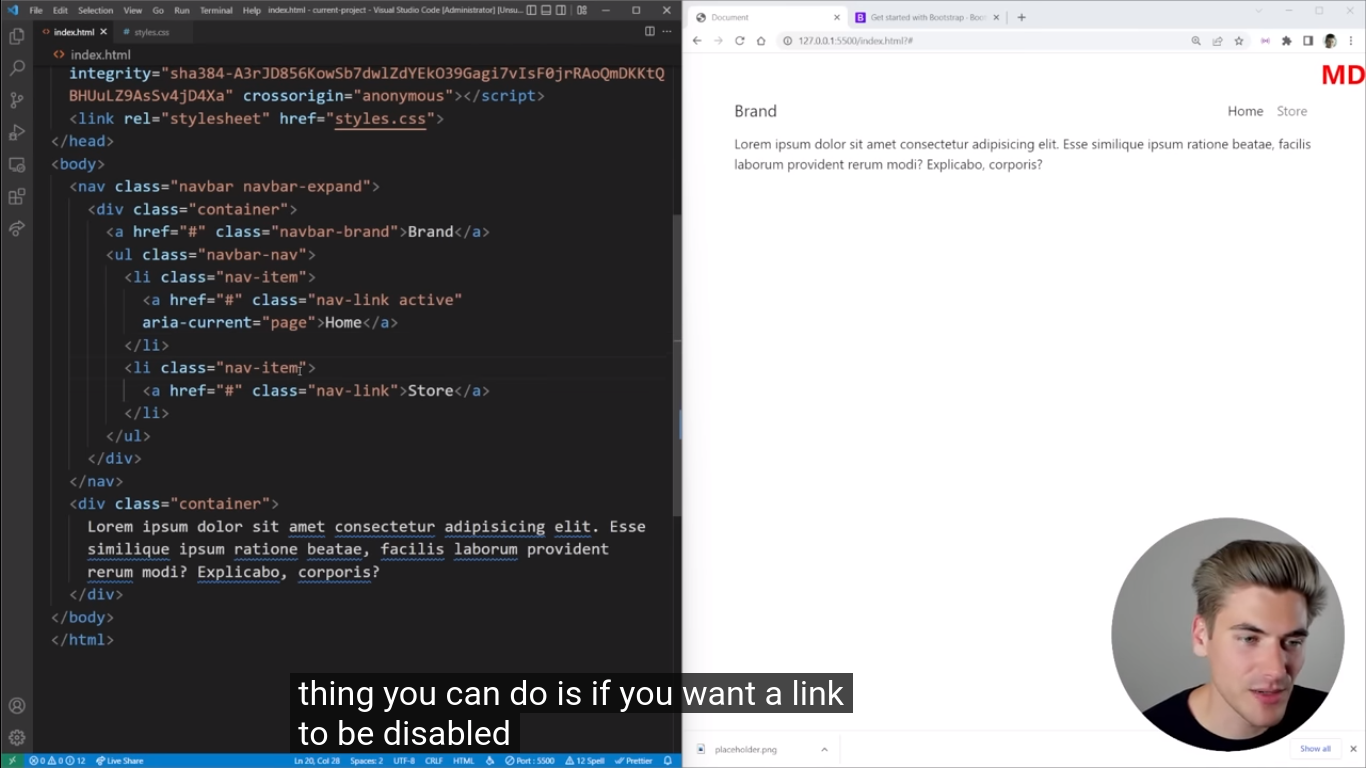 File Edit Selection View Go Run Terminal Help index.html - current-project - Visual Studio Code [Administrator] [Unsu...
index.html styles.css
index.html
integrity="sha384-A3rJD856KowSb7dwlZdYEkO39Gagi7vIsF0jrRAoQmDKKtQ
BHUuLZ9AsSv4jD4Xa" crossorigin="anonymous"></script>
<link rel="stylesheet" href="styles.css">
</head>
<body>
<nav class="navbar navbar-expand">
<div class="container">
<a href="#" class="navbar-brand">Brand</a>
<ul class="navbar-nav">
<li class="nav-item">
<a href="#" class="nav-link active"
aria-current="page">Home</a>
</li>
<li class="nav-item">
<a href="#" class="nav-link">Store</a>
</li>
</ul>
</div>
</nav>
<div class="container">
Lorem ipsum dolor sit amet consectetur adipisicing elit. Esse
similique ipsum ratione beatae, facilis laborum provident
rerum modi? Explicabo, corporis?
</div>
</body>
</html>
0 0 12 Live Share Ln 20, Col 28 Spaces: 2 UTF-8 CRLF HTML Port : 5500 12 Spell Prettier
Document Get started with Bootstrap · Boot
127.0.0.1:5500/index.html?#
MD
Brand Home Store
Lorem ipsum dolor sit amet consectetur adipisicing elit. Esse similique ipsum ratione beatae, facilis
laborum provident rerum modi? Explicabo, corporis?
thing you can do is if you want a link
to be disabled
placeholder.png Show all